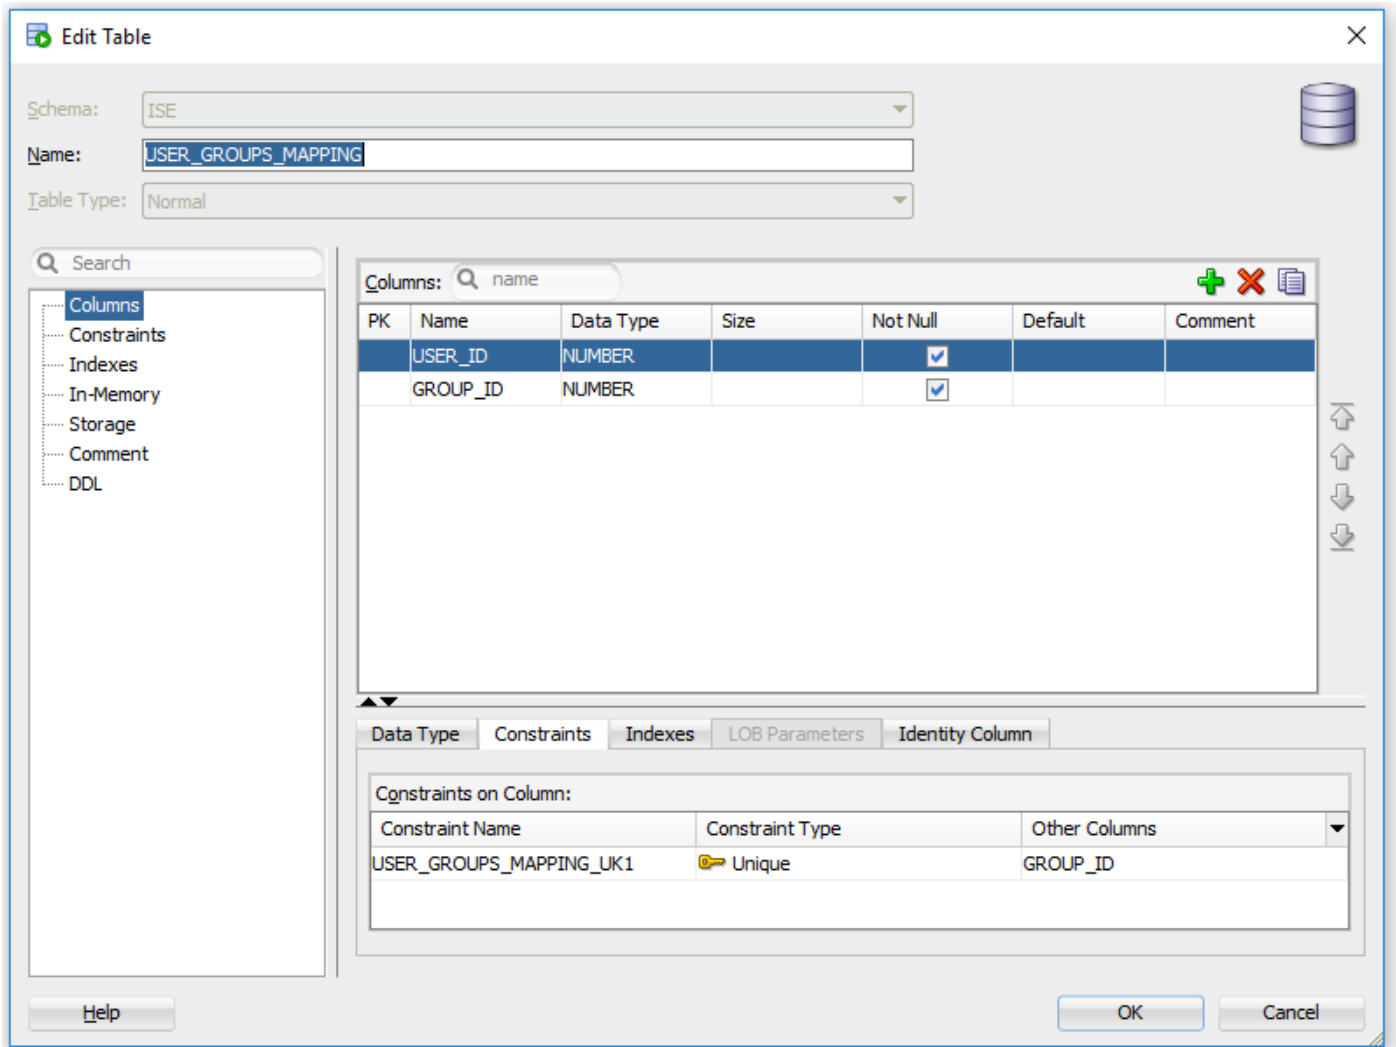 Edit Table
Schema: ISE
Name: USER_GROUPS_MAPPING
Table Type: Normal
Search
Columns
Constraints
Indexes
In-Memory
Storage
Comment
DDL
Columns: name
PK Name Data Type Size Not Null Default Comment
USER_ID NUMBER
GROUP_ID NUMBER
Data Type Constraints Indexes LOB Parameters Identity Column
Constraints on Column:
Constraint Name Constraint Type Other Columns
USER_GROUPS_MAPPING_UK1 Unique GROUP_ID
Help OK Cancel